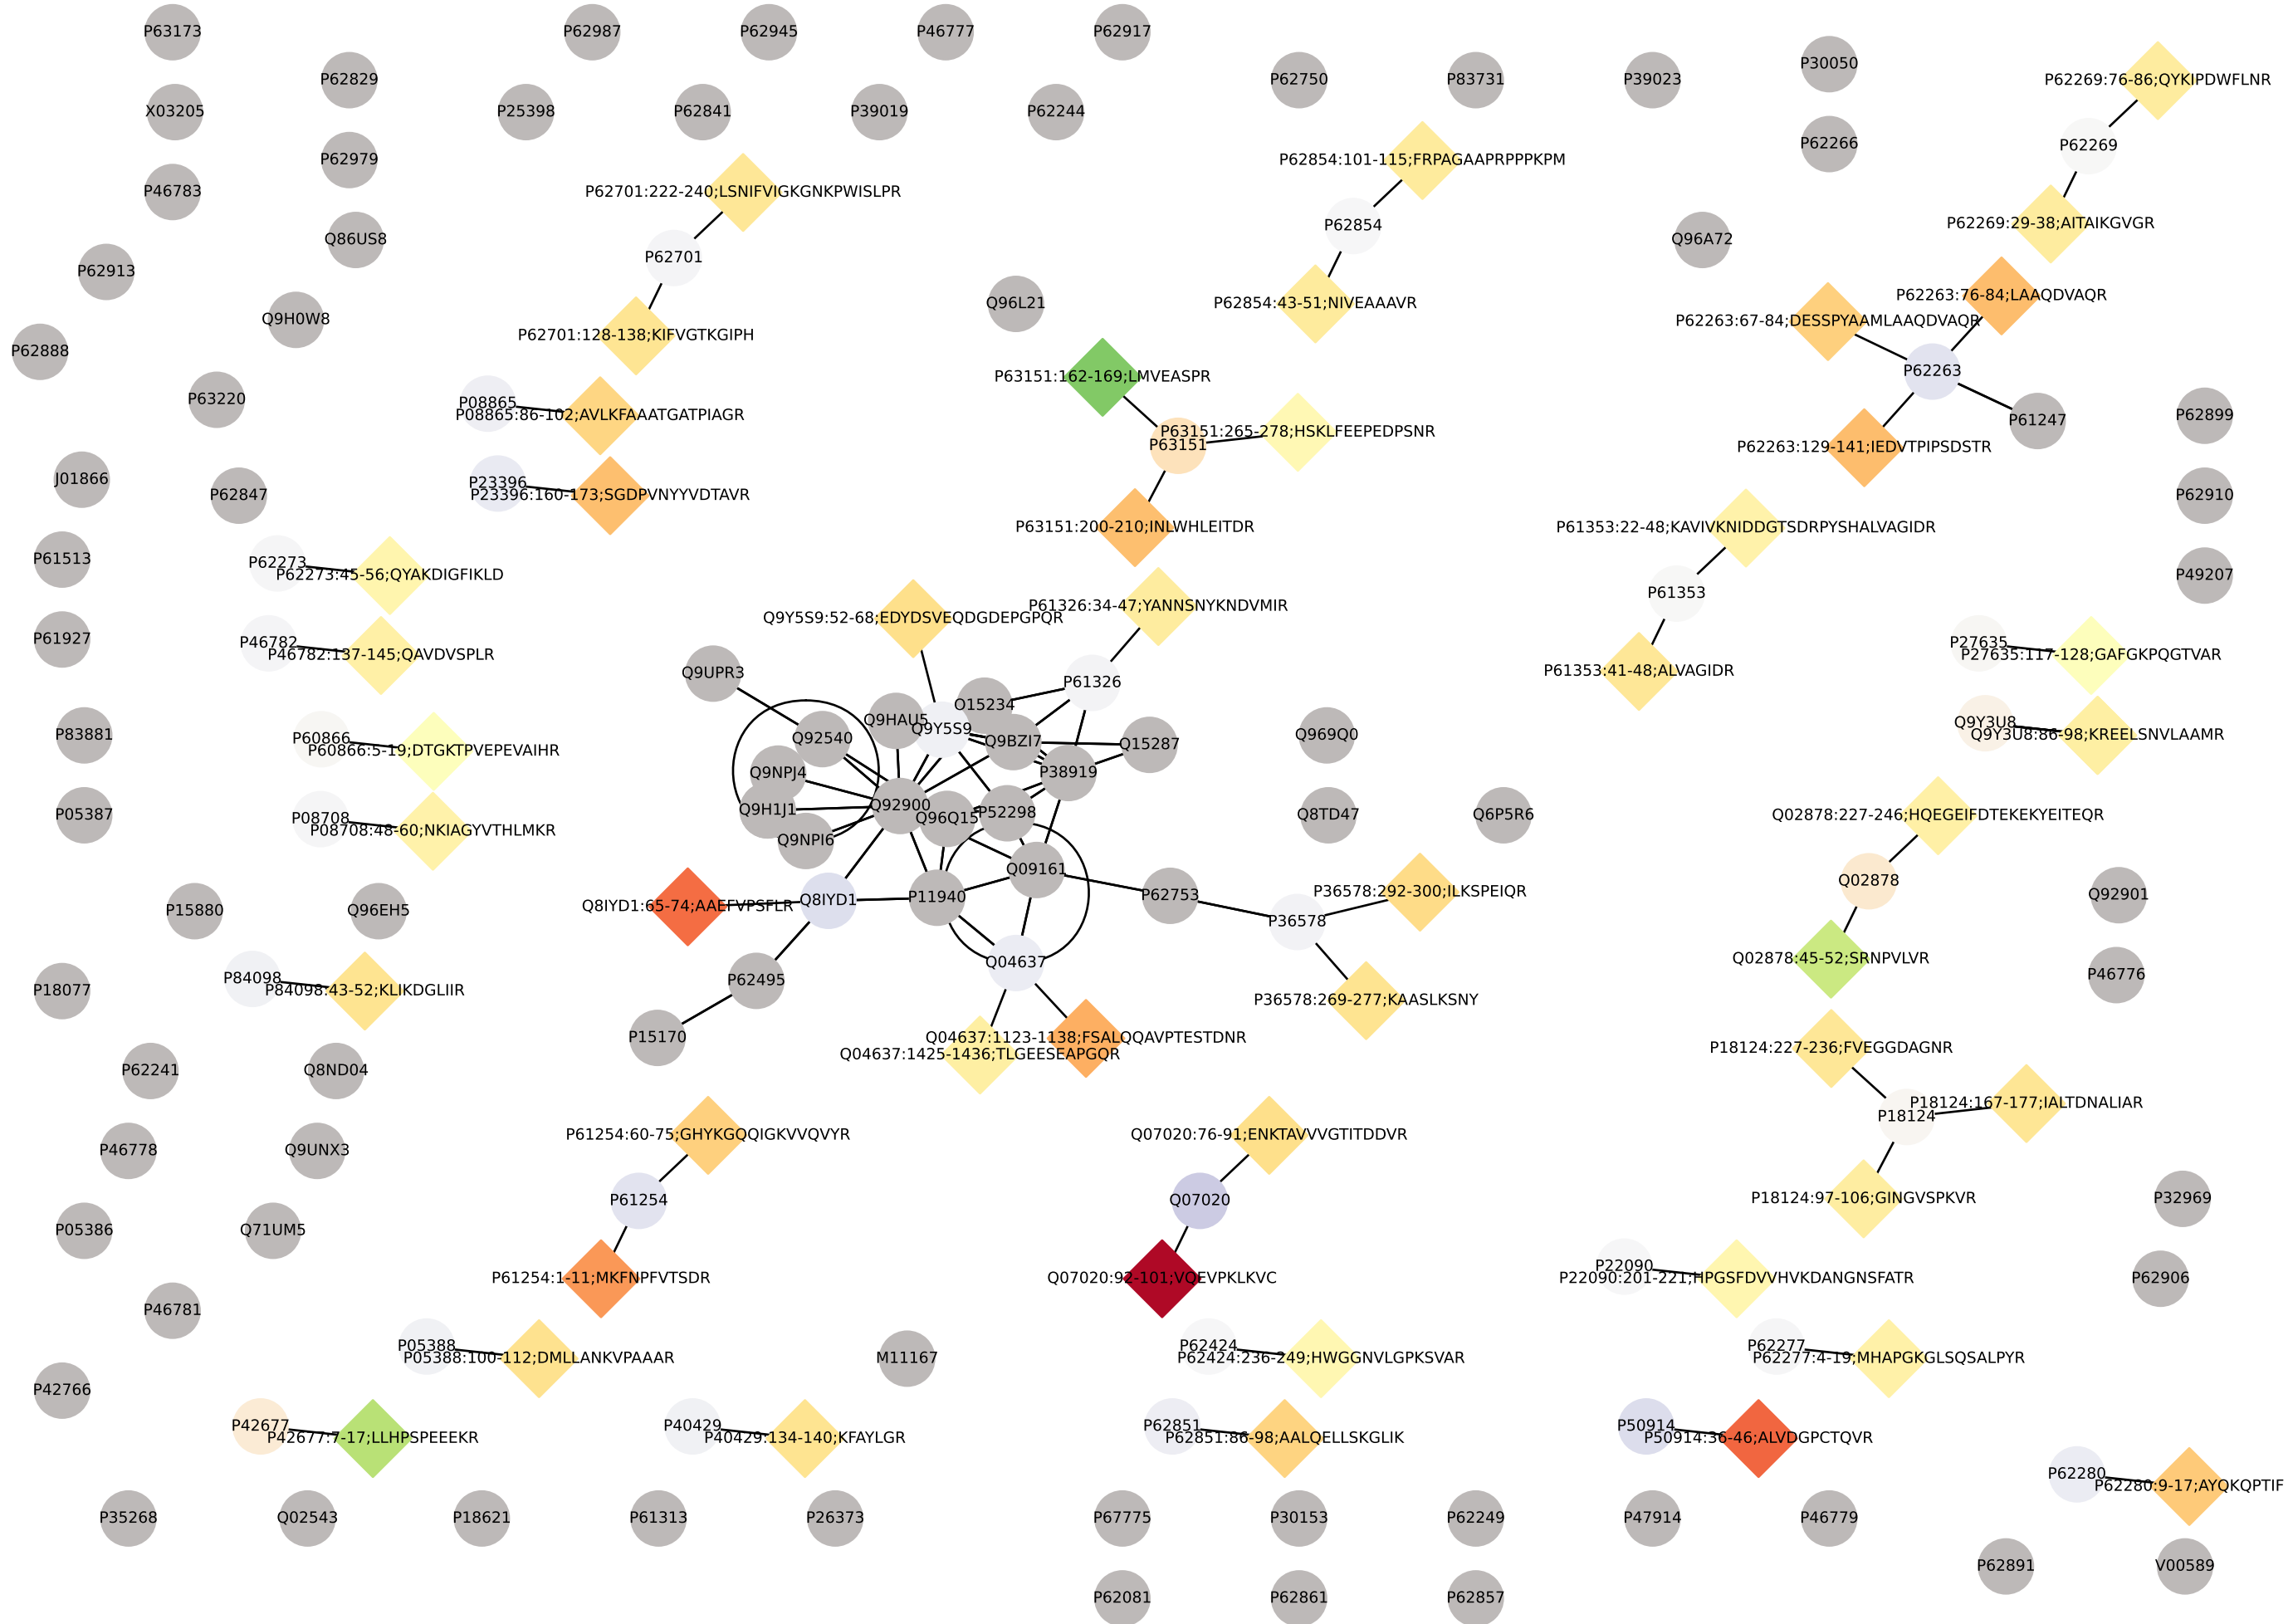 P63173
P62987
P62945
P46777
P62917
P30050
P62829
P62750
P83731
P39023
P62269:76-86;QYKIPDWFLNR
X03205
P25398
P62841
P39019
P62244
P62266
P62269
P62979
P62854:101-115;FRPAGAAPRPPPKPM
P46783
P62701:222-240;LSNIFVIGKGNKPWISLPR
P62854
P62269:29-38;AITAIKGVGR
Q86US8
Q96A72
P62701
P62913
P62263:76-84;LAAQDVAQR
Q96L21
P62854:43-51;NIVEAAAVR
Q9H0W8
P62263:67-84;DESSPYAAMLAAQDVAQR
P62701:128-138;KIFVGTKGIPH
P62888
P63151:162-169;LMVEASPR
P62263
P63220
P08865
P08865:86-102;AVLKFAAATGATPIAGR
P61247
P62899
P63151:265-278;HSKLFEEPEDPSNR
P63151
P62263:129-141;IEDVTPIPSDSTR
J01866
P23396
P62847
P23396:160-173;SGDPVNYYVDTAVR
P62910
P63151:200-210;INLWHLEITDR
P61353:22-48;KAVIVKNIDDGTSDRPYSHALVAGIDR
P61513
P62273
P62273:45-56;QYAKDIGFIKLD
P49207
P61353
Q9Y5S9:52-68;EDYDSVEQDGDEPGPQR
P61326:34-47;YANNSNYKNDVMIR
P61927
P46782
P46782:137-145;QAVDVSPLR
P27635
P27635:117-128;GAFGKPQGTVAR
Q9UPR3
P61326
P61353:41-48;ALVAGIDR
O15234
Q9HAU5
Q9Y5S9
P83881
P60866
P60866:5-19;DTGKTPVEPEVAIHR
Q92540
Q9BZI7
Q15287
Q969Q0
Q9Y3U8
Q9Y3U8:86-98;KREELSNVLAAMR
Q9NPJ4
P38919
P05387
P08708
P08708:48-60;NKIAGYVTHLMKR
Q9H1J1
Q92900
Q96Q15
P52298
Q8TD47
Q6P5R6
Q02878:227-246;HQEGEIFDTEKEKYEITEQR
Q9NPI6
Q09161
Q02878
P15880
Q96EH5
Q8IYD1:65-74;AAEFVPSFLR
Q8IYD1
P11940
P62753
P36578:292-300;ILKSPEIQR
Q92901
P36578
P18077
P84098
P84098:43-52;KLIKDGLIIR
P62495
Q04637
Q02878:45-52;SRNPVLVR
P46776
P36578:269-277;KAASLKSNY
P15170
Q04637:1123-1138;FSALQQAVPTESTDNR
Q04637:1425-1436;TLGEESEAPGQR
P18124:227-236;FVEGGDAGNR
P62241
Q8ND04
P18124:167-177;IALTDNALIAR
P18124
P46778
Q9UNX3
P61254:60-75;GHYKGQQIGKVVQVYR
Q07020:76-91;ENKTAVVVGTITDDVR
P61254
Q07020
P18124:97-106;GINGVSPKVR
P32969
P05386
Q71UM5
P61254:1-11;MKFNPFVTSDR
Q07020:92-101;VQEVPKLKVC
P22090
P22090:201-221;HPGSFDVVHVKDANGNSFATR
P62906
P46781
P05388
P05388:100-112;DMLLANKVPAAAR
M11167
P62424
P62424:236-249;HWGGNVLGPKSVAR
P62277
P62277:4-19;MHAPGKGLSQSALPYR
P42766
P42677
P42677:7-17;LLHPSPEEEKR
P40429
P40429:134-140;KFAYLGR
P62851
P62851:86-98;AALQELLSKGLIK
P50914
P50914:36-46;ALVDGPCTQVR
P62280
P62280:9-17;AYQKQPTIF
P35268
Q02543
P18621
P61313
P26373
P67775
P30153
P62249
P47914
P46779
P62891
V00589
P62081
P62861
P62857